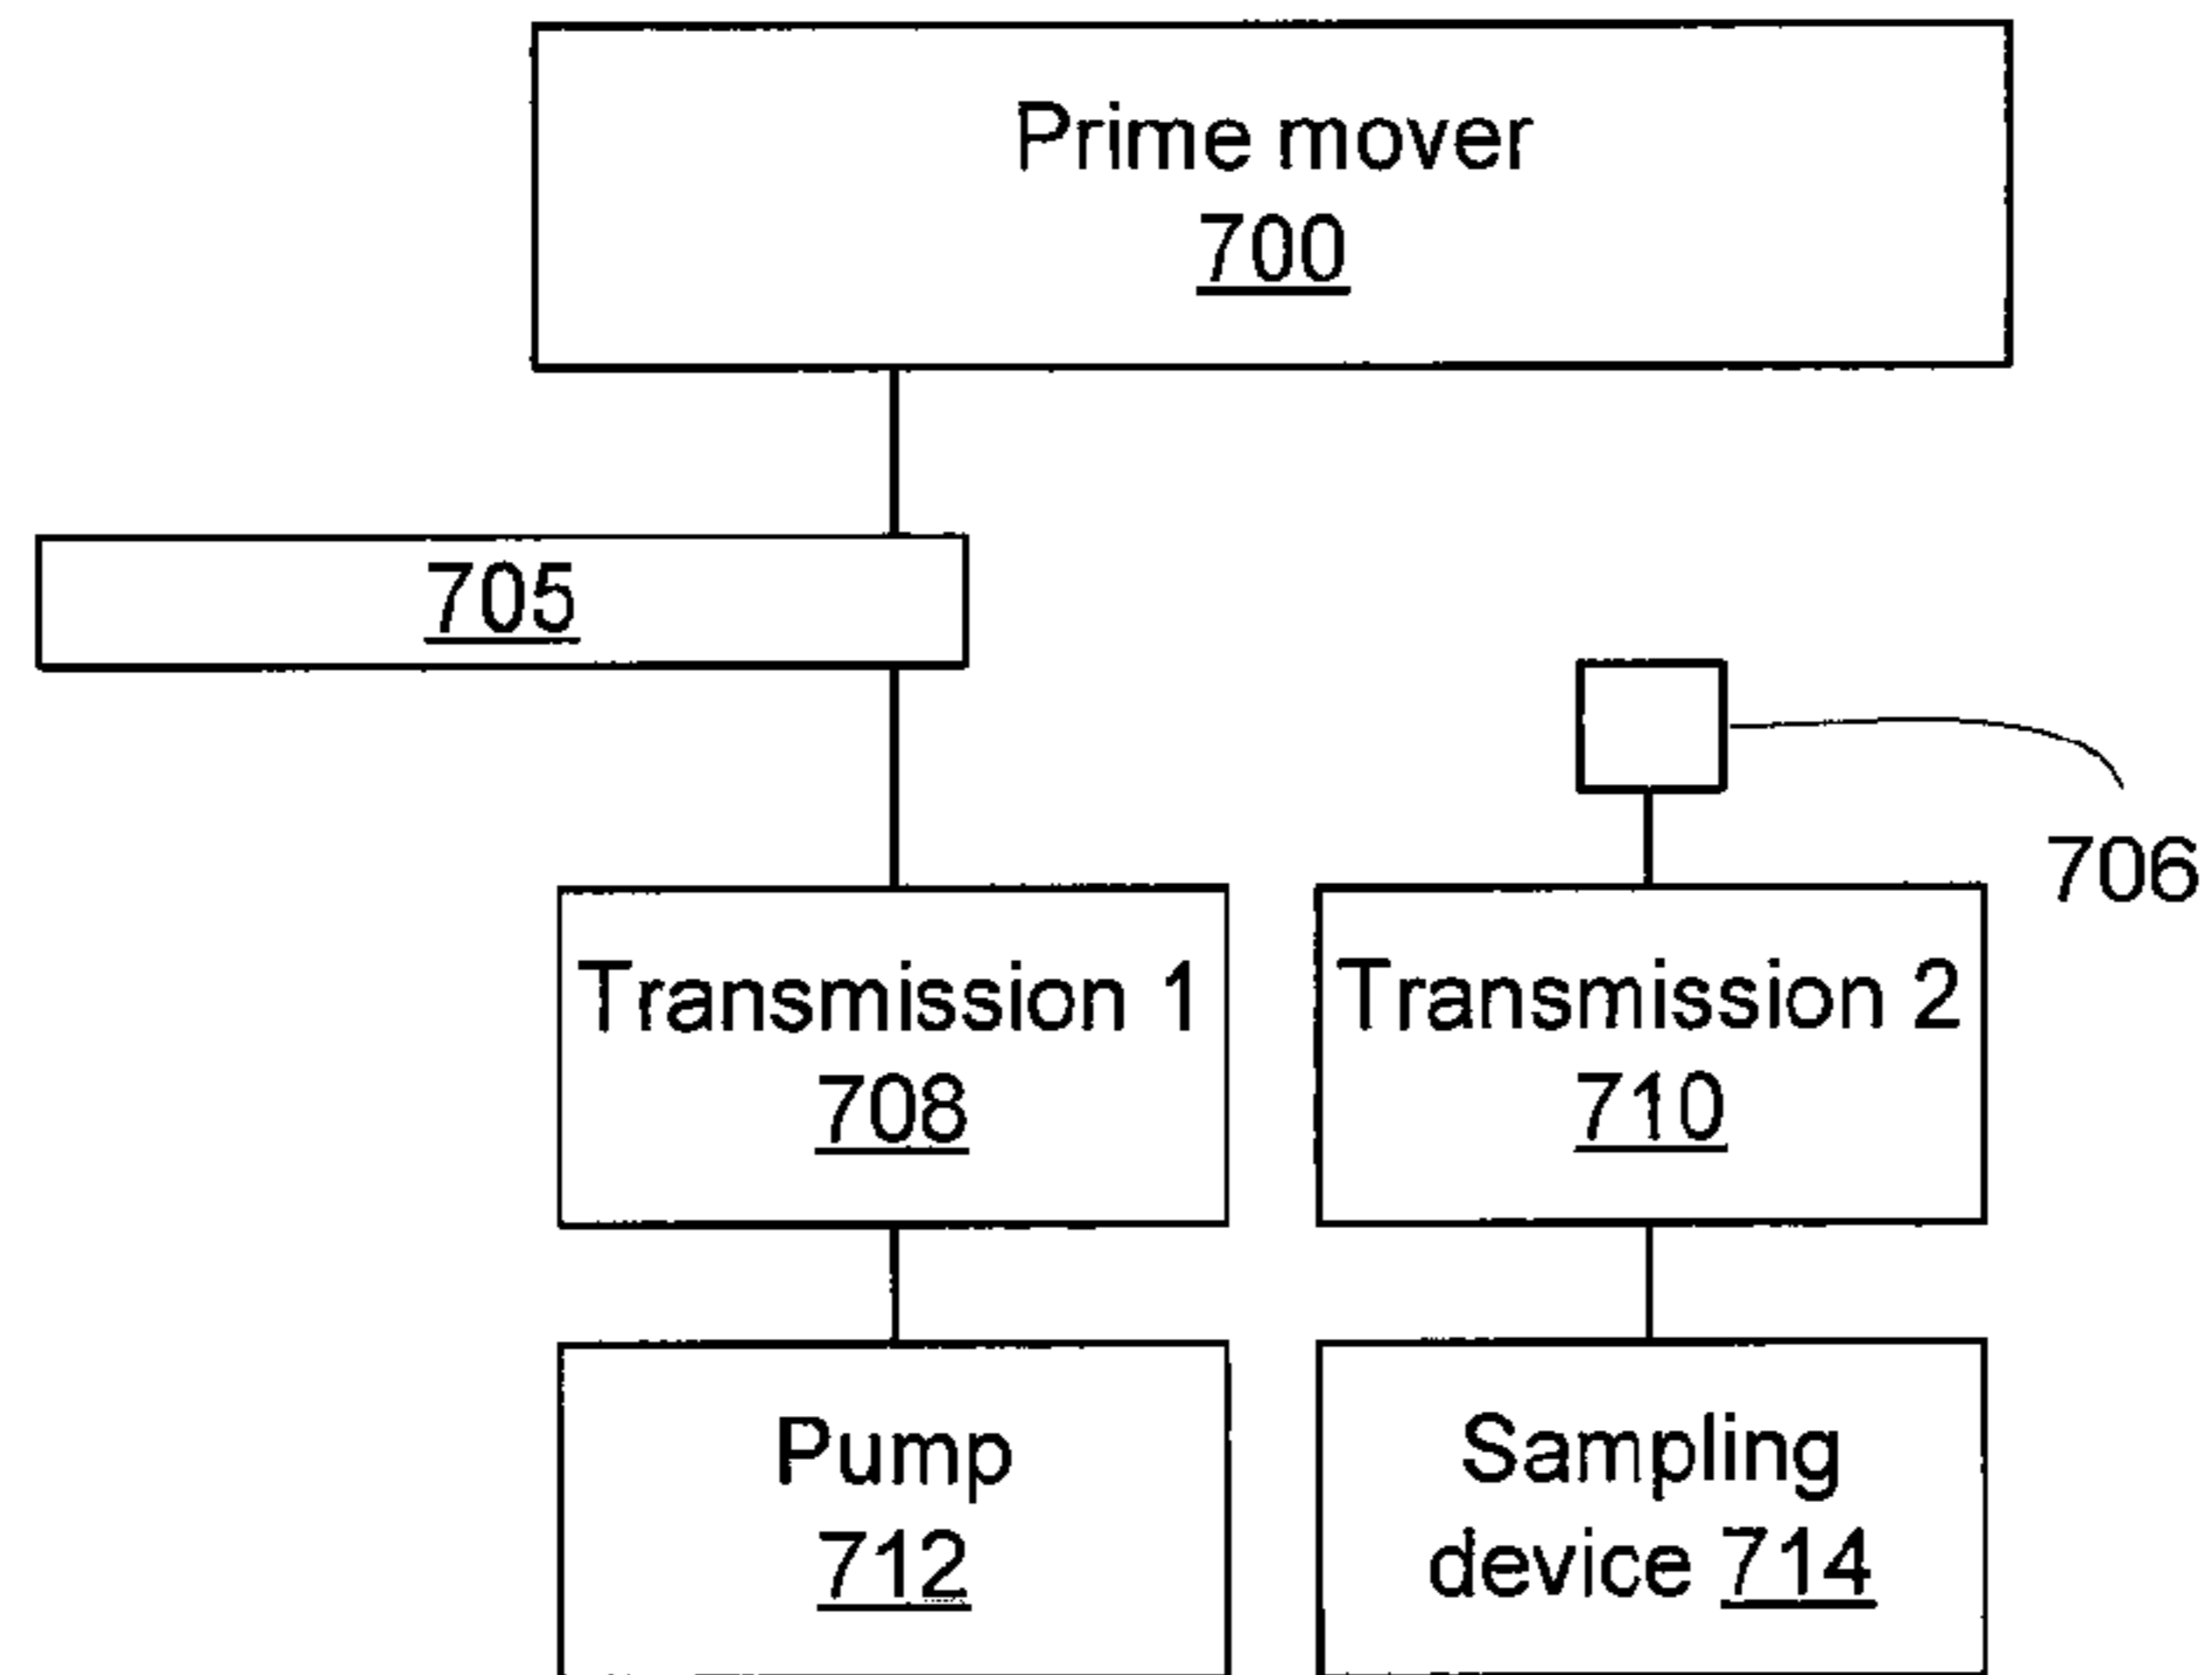 Prime mover
700
705
706
Transmission 1
708
Transmission 2
710
Pump
712
Sampling
device 714